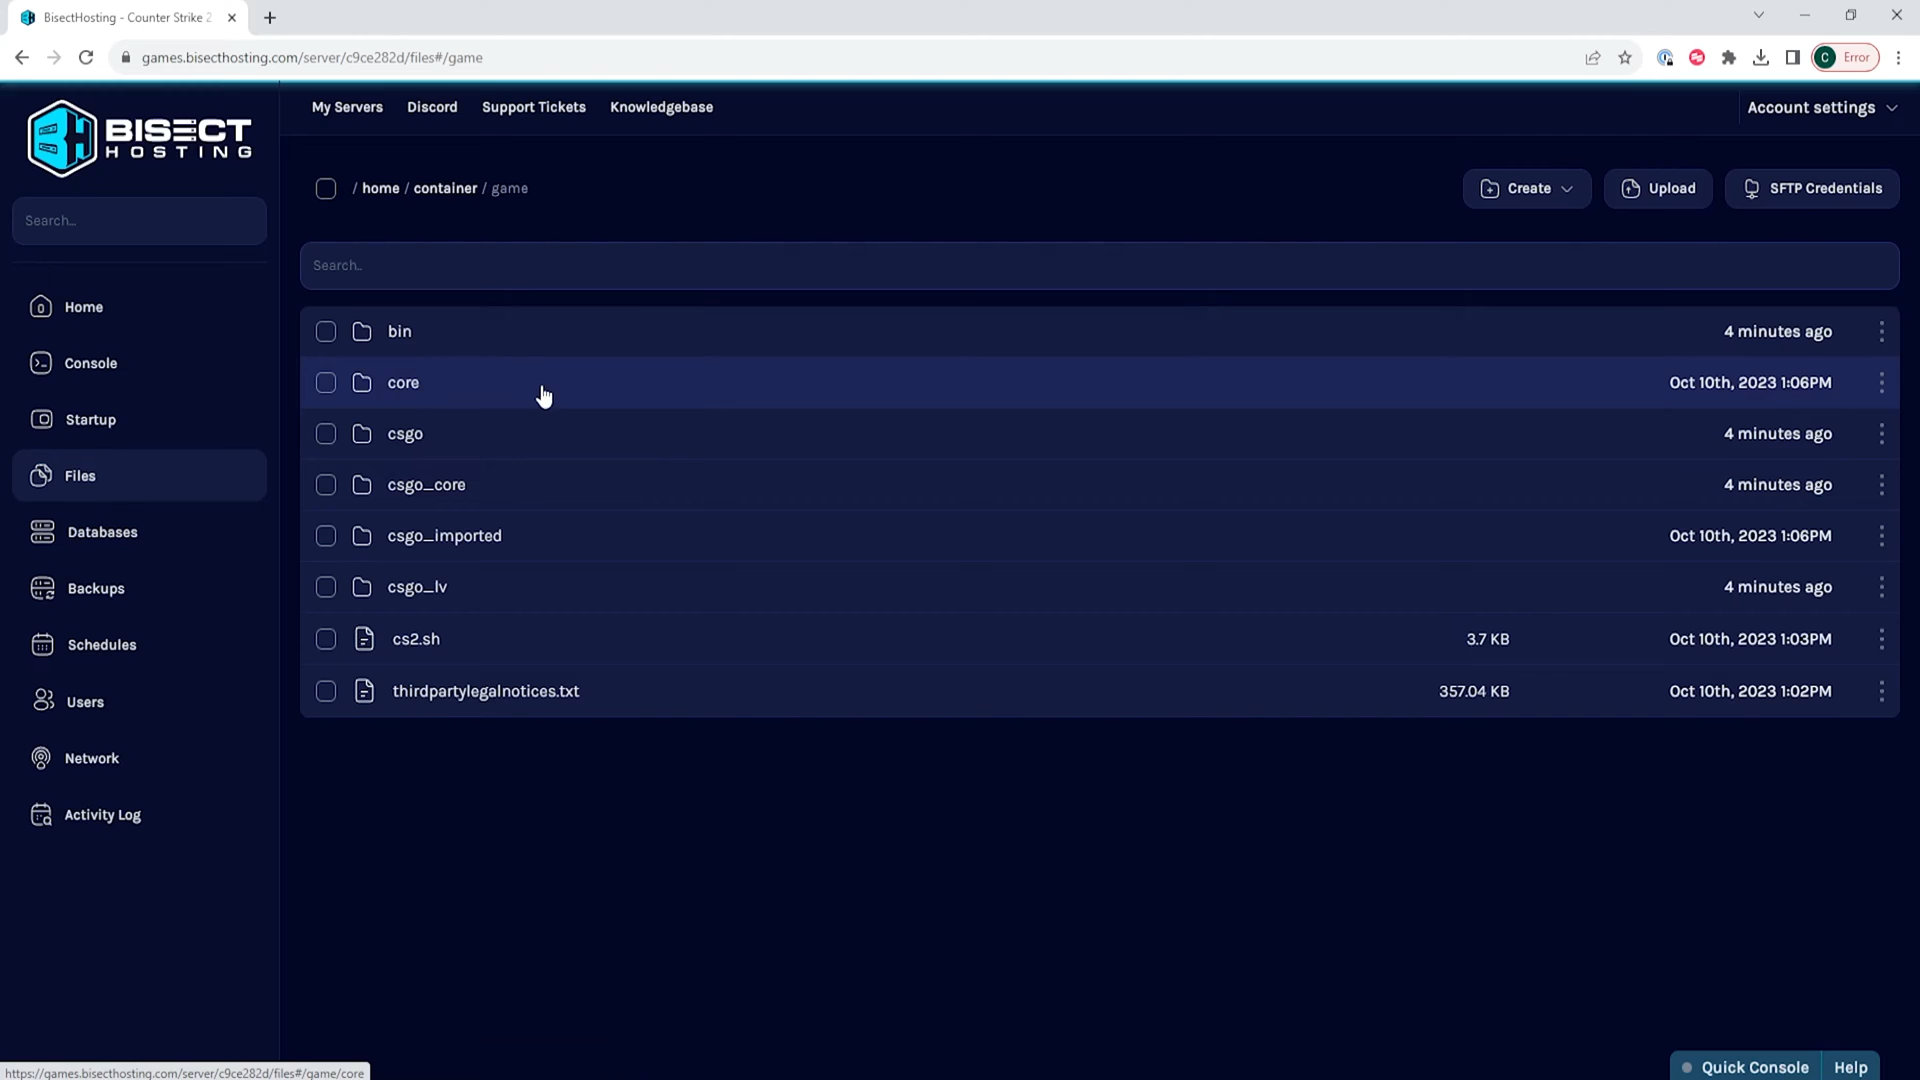 BisectHosting - Counter Strike 2
games.bisecthosting.com/server/c9ce282d/files#/game
C Error
BISECT
HOSTING
My Servers Discord Support Tickets Knowledgebase Account settings
Search...
/ home / container / game
Create Upload SFTP Credentials
Search..
Home
Console
Startup
Files
Databases
Backups
Schedules
Users
Network
Activity Log
bin 4 minutes ago
core Oct 10th, 2023 1:06PM
csgo 4 minutes ago
csgo_core 4 minutes ago
csgo_imported Oct 10th, 2023 1:06PM
csgo_lv 4 minutes ago
cs2.sh 3.7 KB Oct 10th, 2023 1:03PM
thirdpartylegalnotices.txt 357.04 KB Oct 10th, 2023 1:02PM
Quick Console Help
https://games.bisecthosting.com/server/c9ce282d/files#/game/core